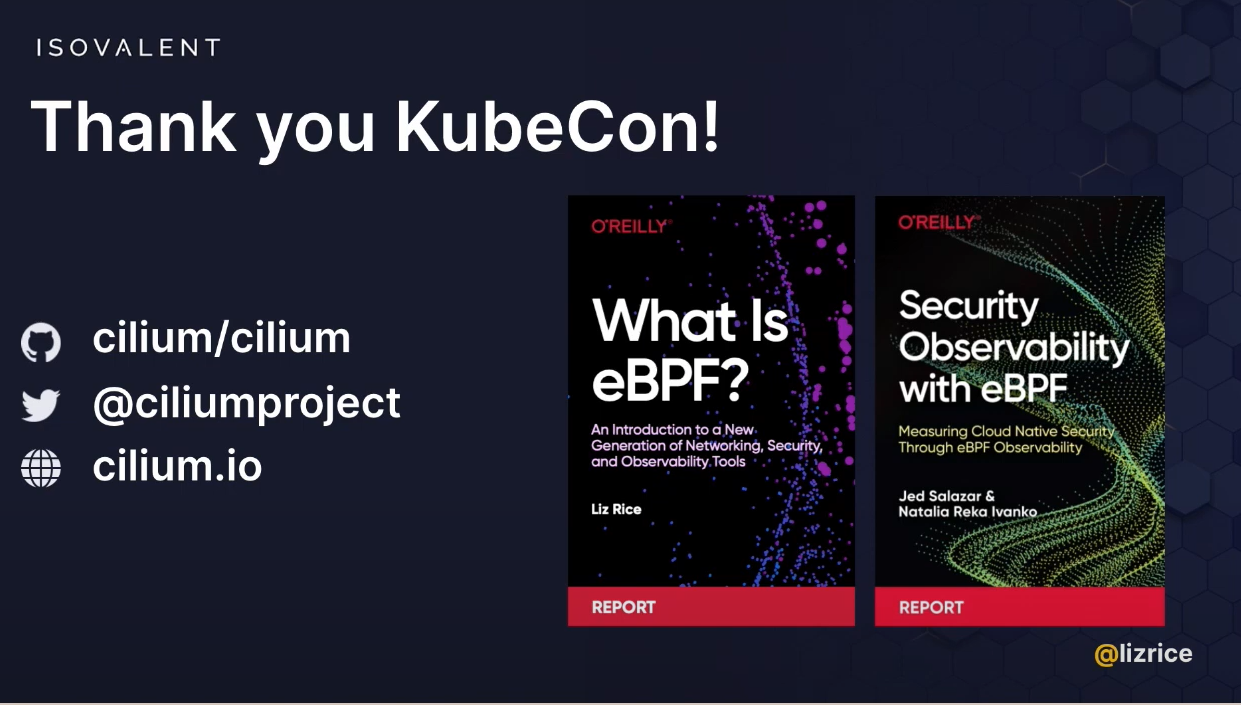 ISOVALENT
Thank you KubeCon!
cilium/cilium
@ciliumproject
cilium.io
O'REILLY®
What Is
eBPF?
An Introduction to a New
Generation of Networking, Security,
and Observability Tools
Liz Rice
REPORT
O'REILLY®
Security
Observability
with eBPF
Measuring Cloud Native Security
Through eBPF Observability
Jed Salazar &
Natalia Reka Ivanko
REPORT
@lizrice